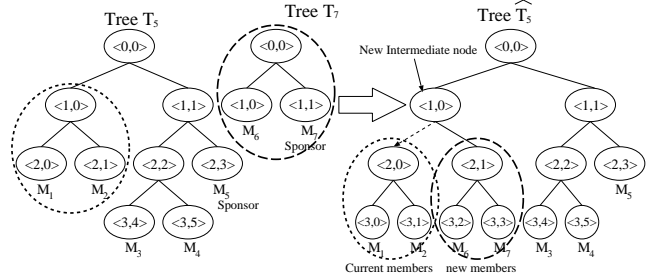 Tree T5
Tree T7
Tree T5
New Intermediate node
<0,0>
<0,0>
<0,0>
<1,0>
<1,1>
<1,0>
<1,1>
<1,0>
<1,1>
M6
M7
Sponsor
<2,0>
<2,1>
<2,2>
<2,3>
<2,0>
<2,1>
<2,2>
<2,3>
M1
M2
M5
Sponsor
M5
<3,4>
<3,5>
<3,0>
<3,1>
<3,2>
<3,3>
<3,4>
<3,5>
M3
M4
M1
M2
M6
M7
M3
M4
Current members
new members